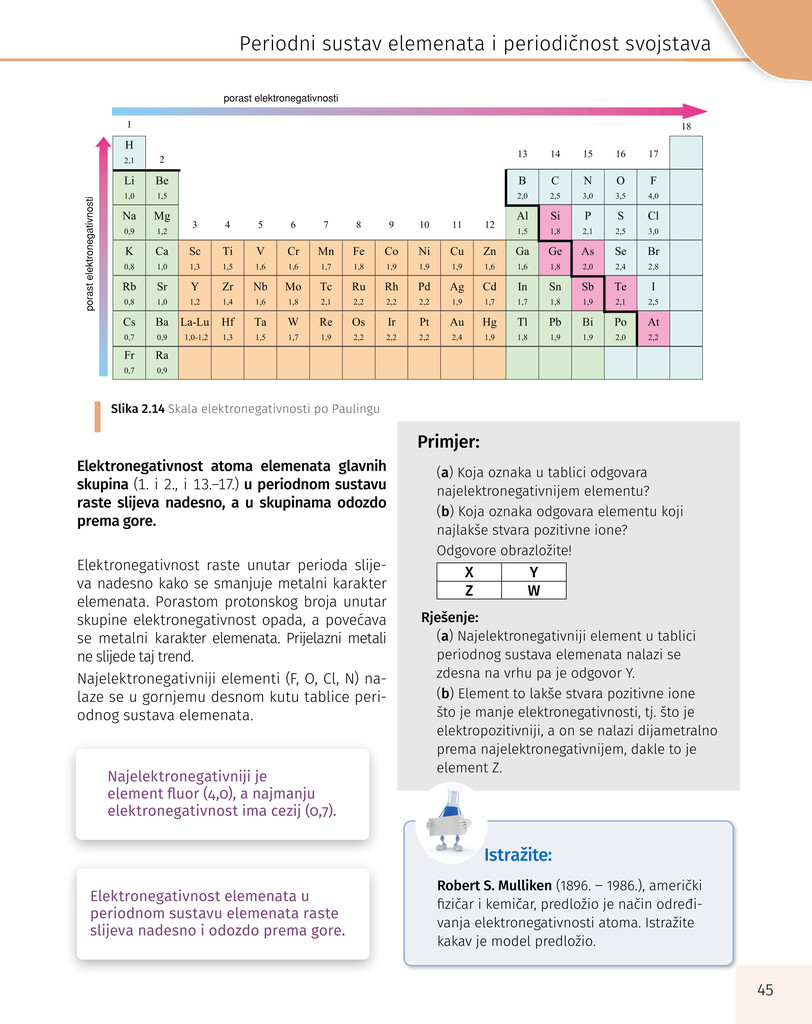 Periodni sustav elemenata i periodičnost svojstava
porast elektronegativnosti
1 18
H 13 14 15 16 17
2,1 2
Li Be B C N O F
1,0 1,5 2,0 2,5 3,0 3,5 4,0
Na Mg 3 4 5 6 7 8 9 10 11 12 Al Si P S Cl
0,9 1,2 1,5 1,8 2,1 2,5 3,0
K Ca Sc Ti V Cr Mn Fe Co Ni Cu Zn Ga Ge As Se Br
0,8 1,0 1,3 1,5 1,6 1,6 1,7 1,8 1,9 1,9 1,9 1,6 1,6 1,8 2,0 2,4 2,8
Rb Sr Y Zr Nb Mo Tc Ru Rh Pd Ag Cd In Sn Sb Te I
0,8 1,0 1,2 1,4 1,6 1,8 2,1 2,2 2,2 2,2 1,9 1,7 1,7 1,8 1,9 2,1 2,5
Cs Ba La-Lu Hf Ta W Re Os Ir Pt Au Hg Tl Pb Bi Po At
0,7 0,9 1,0-1,2 1,3 1,5 1,7 1,9 2,2 2,2 2,2 2,4 1,9 1,8 1,9 1,9 2,0 2,2
Fr Ra
0,7 0,9
porast elektronegativnosti
Slika 2.14 Skala elektronegativnosti po Paulingu
Elektronegativnost atoma elemenata glavnih
skupina (1. i 2., i 13.–17.) u periodnom sustavu
raste slijeva nadesno, a u skupinama odozdo
prema gore.
Elektronegativnost raste unutar perioda slije-
va nadesno kako se smanjuje metalni karakter
elemenata. Porastom protonskog broja unutar
skupine elektronegativnost opada, a povećava
se metalni karakter elemenata. Prijelazni metali
ne slijede taj trend.
Najelektronegativniji elementi (F, O, Cl, N) na-
laze se u gornjemu desnom kutu tablice peri-
odnog sustava elemenata.
Najelektronegativniji je
element fluor (4,0), a najmanju
elektronegativnost ima cezij (0,7).
Elektronegativnost elemenata u
periodnom sustavu elemenata raste
slijeva nadesno i odozdo prema gore.
Primjer:
(a) Koja oznaka u tablici odgovara
najelektronegativnijem elementu?
(b) Koja oznaka odgovara elementu koji
najlakše stvara pozitivne ione?
Odgovore obrazložite!
X Y
Z W
Rješenje:
(a) Najelektronegativniji element u tablici
periodnog sustava elemenata nalazi se
zdesna na vrhu pa je odgovor Y.
(b) Element to lakše stvara pozitivne ione
što je manje elektronegativnosti, tj. što je
elektropozitivniji, a on se nalazi dijametralno
prema najelektronegativnijem, dakle to je
element Z.
Istražite:
Robert S. Mulliken (1896. – 1986.), američki
fizičar i kemičar, predložio je način određi-
vanja elektronegativnosti atoma. Istražite
kakav je model predložio.
45